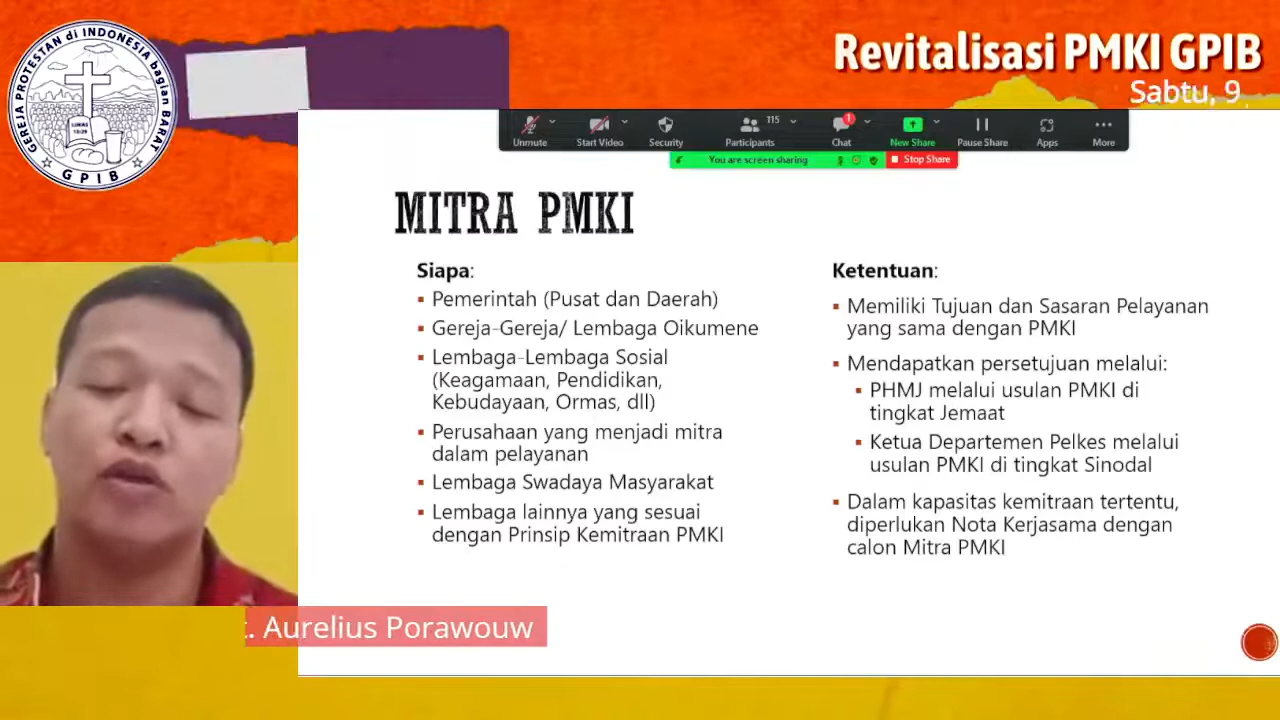 GEREJA PROTESTAN di INDONESIA bagian BARAT
LUKAS
13:29
GPIB
Revitalisasi PMKI GPIB
Sabtu, 9
Unmute
Start Video
Security
115
Participants
1
Chat
New Share
Pause Share
Apps
More
You are screen sharing
Stop Share
MITRA PMKI
Siapa:
▪ Pemerintah (Pusat dan Daerah)
▪ Gereja-Gereja/ Lembaga Oikumene
▪ Lembaga-Lembaga Sosial
(Keagamaan, Pendidikan,
Kebudayaan, Ormas, dll)
▪ Perusahaan yang menjadi mitra
dalam pelayanan
▪ Lembaga Swadaya Masyarakat
▪ Lembaga lainnya yang sesuai
dengan Prinsip Kemitraan PMKI
Ketentuan:
▪ Memiliki Tujuan dan Sasaran Pelayanan
yang sama dengan PMKI
▪ Mendapatkan persetujuan melalui:
▪ PHMJ melalui usulan PMKI di
tingkat Jemaat
▪ Ketua Departemen Pelkes melalui
usulan PMKI di tingkat Sinodal
▪ Dalam kapasitas kemitraan tertentu,
diperlukan Nota Kerjasama dengan
calon Mitra PMKI
. Aurelius Porawouw